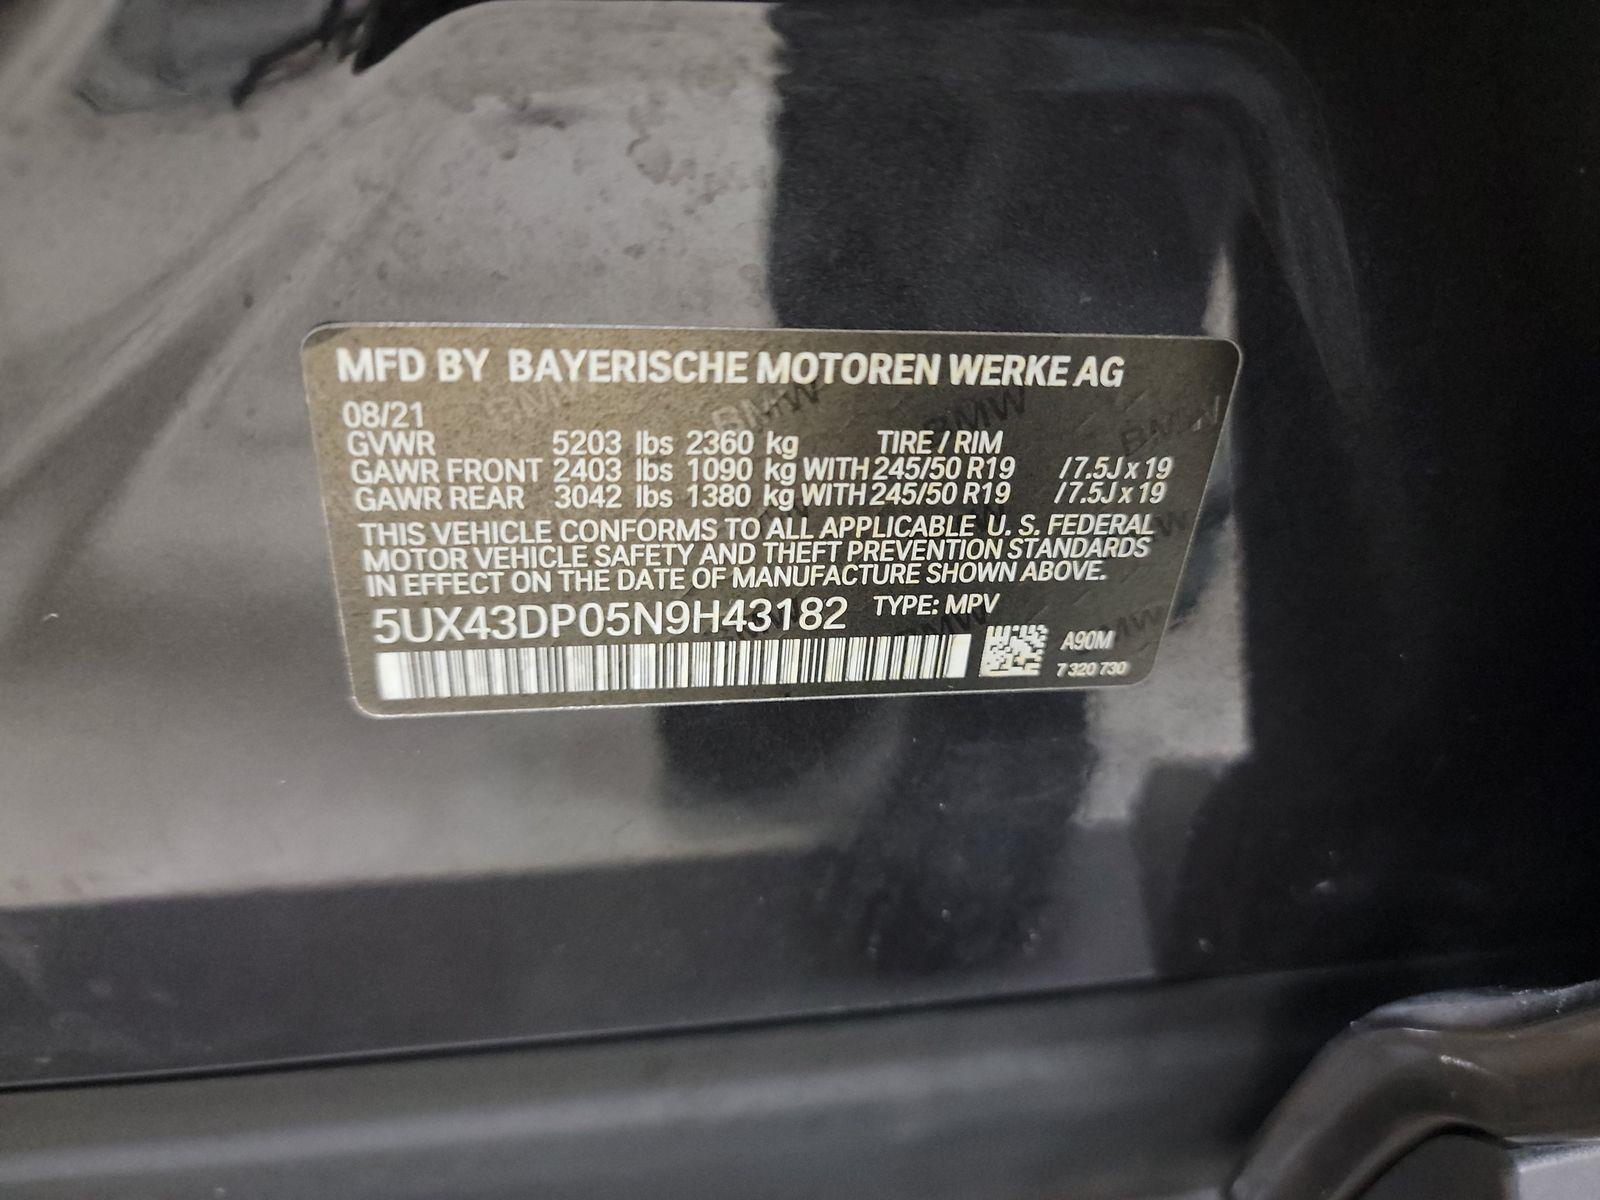 MFD BY BAYERISCHE MOTOREN WERKE AG
08/21
GVWR 5203 lbs 2360 kg TIRE / RIM
GAWR FRONT 2403 lbs 1090 kg WITH 245/50 R19 / 7.5J x 19
GAWR REAR 3042 lbs 1380 kg WITH 245/50 R19 / 7.5J x 19
THIS VEHICLE CONFORMS TO ALL APPLICABLE U. S. FEDERAL
MOTOR VEHICLE SAFETY AND THEFT PREVENTION STANDARDS
IN EFFECT ON THE DATE OF MANUFACTURE SHOWN ABOVE.
5UX43DP05N9H43182 TYPE: MPV
A90M
7 320 730